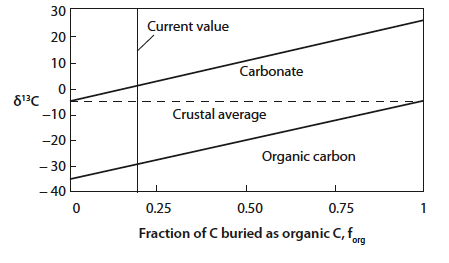 30
20
10
0
–10
–20
– 30
– 40
δ¹³C
Current value
Carbonate
Crustal average
Organic carbon
0 0.25 0.50 0.75 1
Fraction of C buried as organic C, f_org